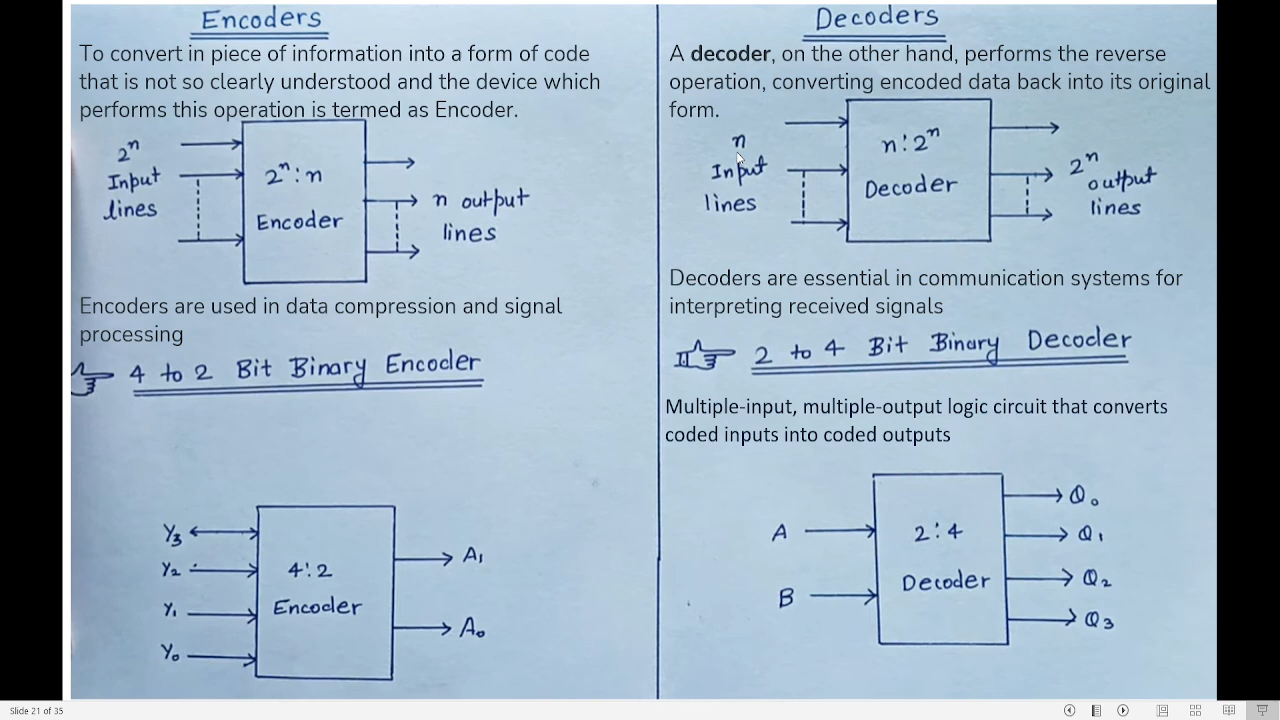 Encoders
To convert in piece of information into a form of code
that is not so clearly understood and the device which
performs this operation is termed as Encoder.
2ⁿ
Input
lines
2ⁿ:n
Encoder
n output
lines
Encoders are used in data compression and signal
processing
4 to 2 Bit Binary Encoder
Y₃
Y₂
Y₁
Y₀
4:2
Encoder
A₁
A₀
Decoders
A decoder, on the other hand, performs the reverse
operation, converting encoded data back into its original
form.
n
Input
lines
n:2ⁿ
Decoder
2ⁿ
output
lines
Decoders are essential in communication systems for
interpreting received signals
2 to 4 Bit Binary Decoder
Multiple-input, multiple-output logic circuit that converts
coded inputs into coded outputs
A
B
2:4
Decoder
Q₀
Q₁
Q₂
Q₃
Slide 21 of 35